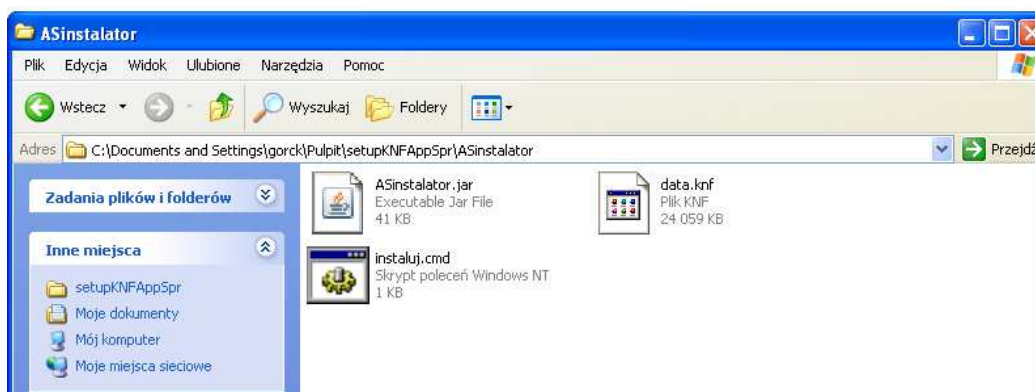 ASinstalator
Plik Edycja Widok Ulubione Narzędzia Pomoc
Wstecz Wyszukaj Foldery
Adres C:\Documents and Settings\gorck\Pulpit\setupKNFAppSpr\ASinstalator Przejdź
Zadania plików i folderów
Inne miejsca
setupKNFAppSpr
Moje dokumenty
Mój komputer
Moje miejsca sieciowe
ASinstalator.jar
Executable Jar File
41 KB
data.knf
Plik KNF
24 059 KB
instaluj.cmd
Skrypt poleceń Windows NT
1 KB